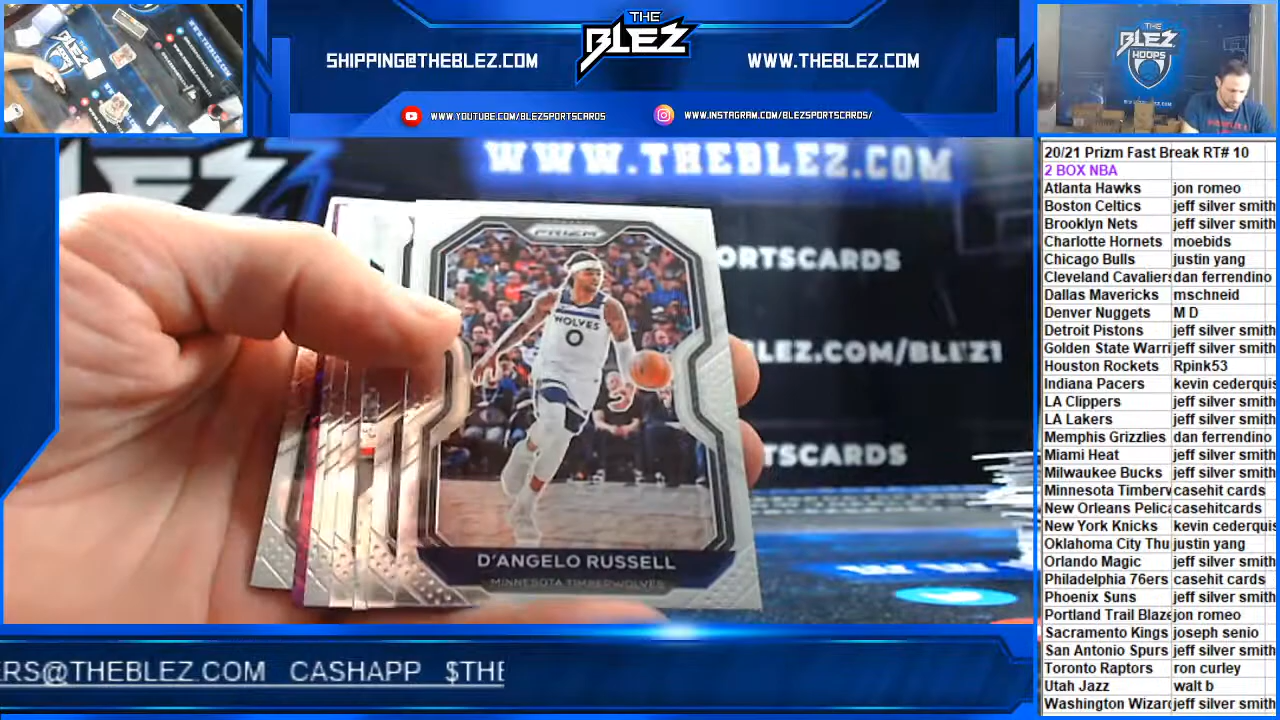 THE
BLEZ
SHIPPING@THEBLEZ.COM
WWW.THEBLEZ.COM
WWW.YOUTUBE.COM/BLEZSPORTSCARDS
WWW.INSTAGRAM.COM/BLEZSPORTSCARDS/
THE
BLEZ
HOOPS
WWW.THEBLEZ.COM
PRIZM
ORTSCARDS
WOLVES
0
LEZ.COM/BLEZ1
TSCARDS
D'ANGELO RUSSELL
MINNESOTA TIMBERWOLVES
ERS@THEBLEZ.COM CASHAPP $THE
20/21 Prizm Fast Break RT# 10
2 BOX NBA
Atlanta Hawks jon romeo
Boston Celtics jeff silver smith
Brooklyn Nets jeff silver smith
Charlotte Hornets moebids
Chicago Bulls justin yang
Cleveland Cavaliers dan ferrendino
Dallas Mavericks mschneid
Denver Nuggets M D
Detroit Pistons jeff silver smith
Golden State Warri jeff silver smith
Houston Rockets Rpink53
Indiana Pacers kevin cederquis
LA Clippers jeff silver smith
LA Lakers jeff silver smith
Memphis Grizzlies dan ferrendino
Miami Heat jeff silver smith
Milwaukee Bucks jeff silver smith
Minnesota Timberv casehit cards
New Orleans Pelica casehitcards
New York Knicks kevin cederquis
Oklahoma City Thu justin yang
Orlando Magic jeff silver smith
Philadelphia 76ers casehit cards
Phoenix Suns jeff silver smith
Portland Trail Blaze jon romeo
Sacramento Kings joseph senio
San Antonio Spurs jeff silver smith
Toronto Raptors ron curley
Utah Jazz walt b
Washington Wizard jeff silver smith